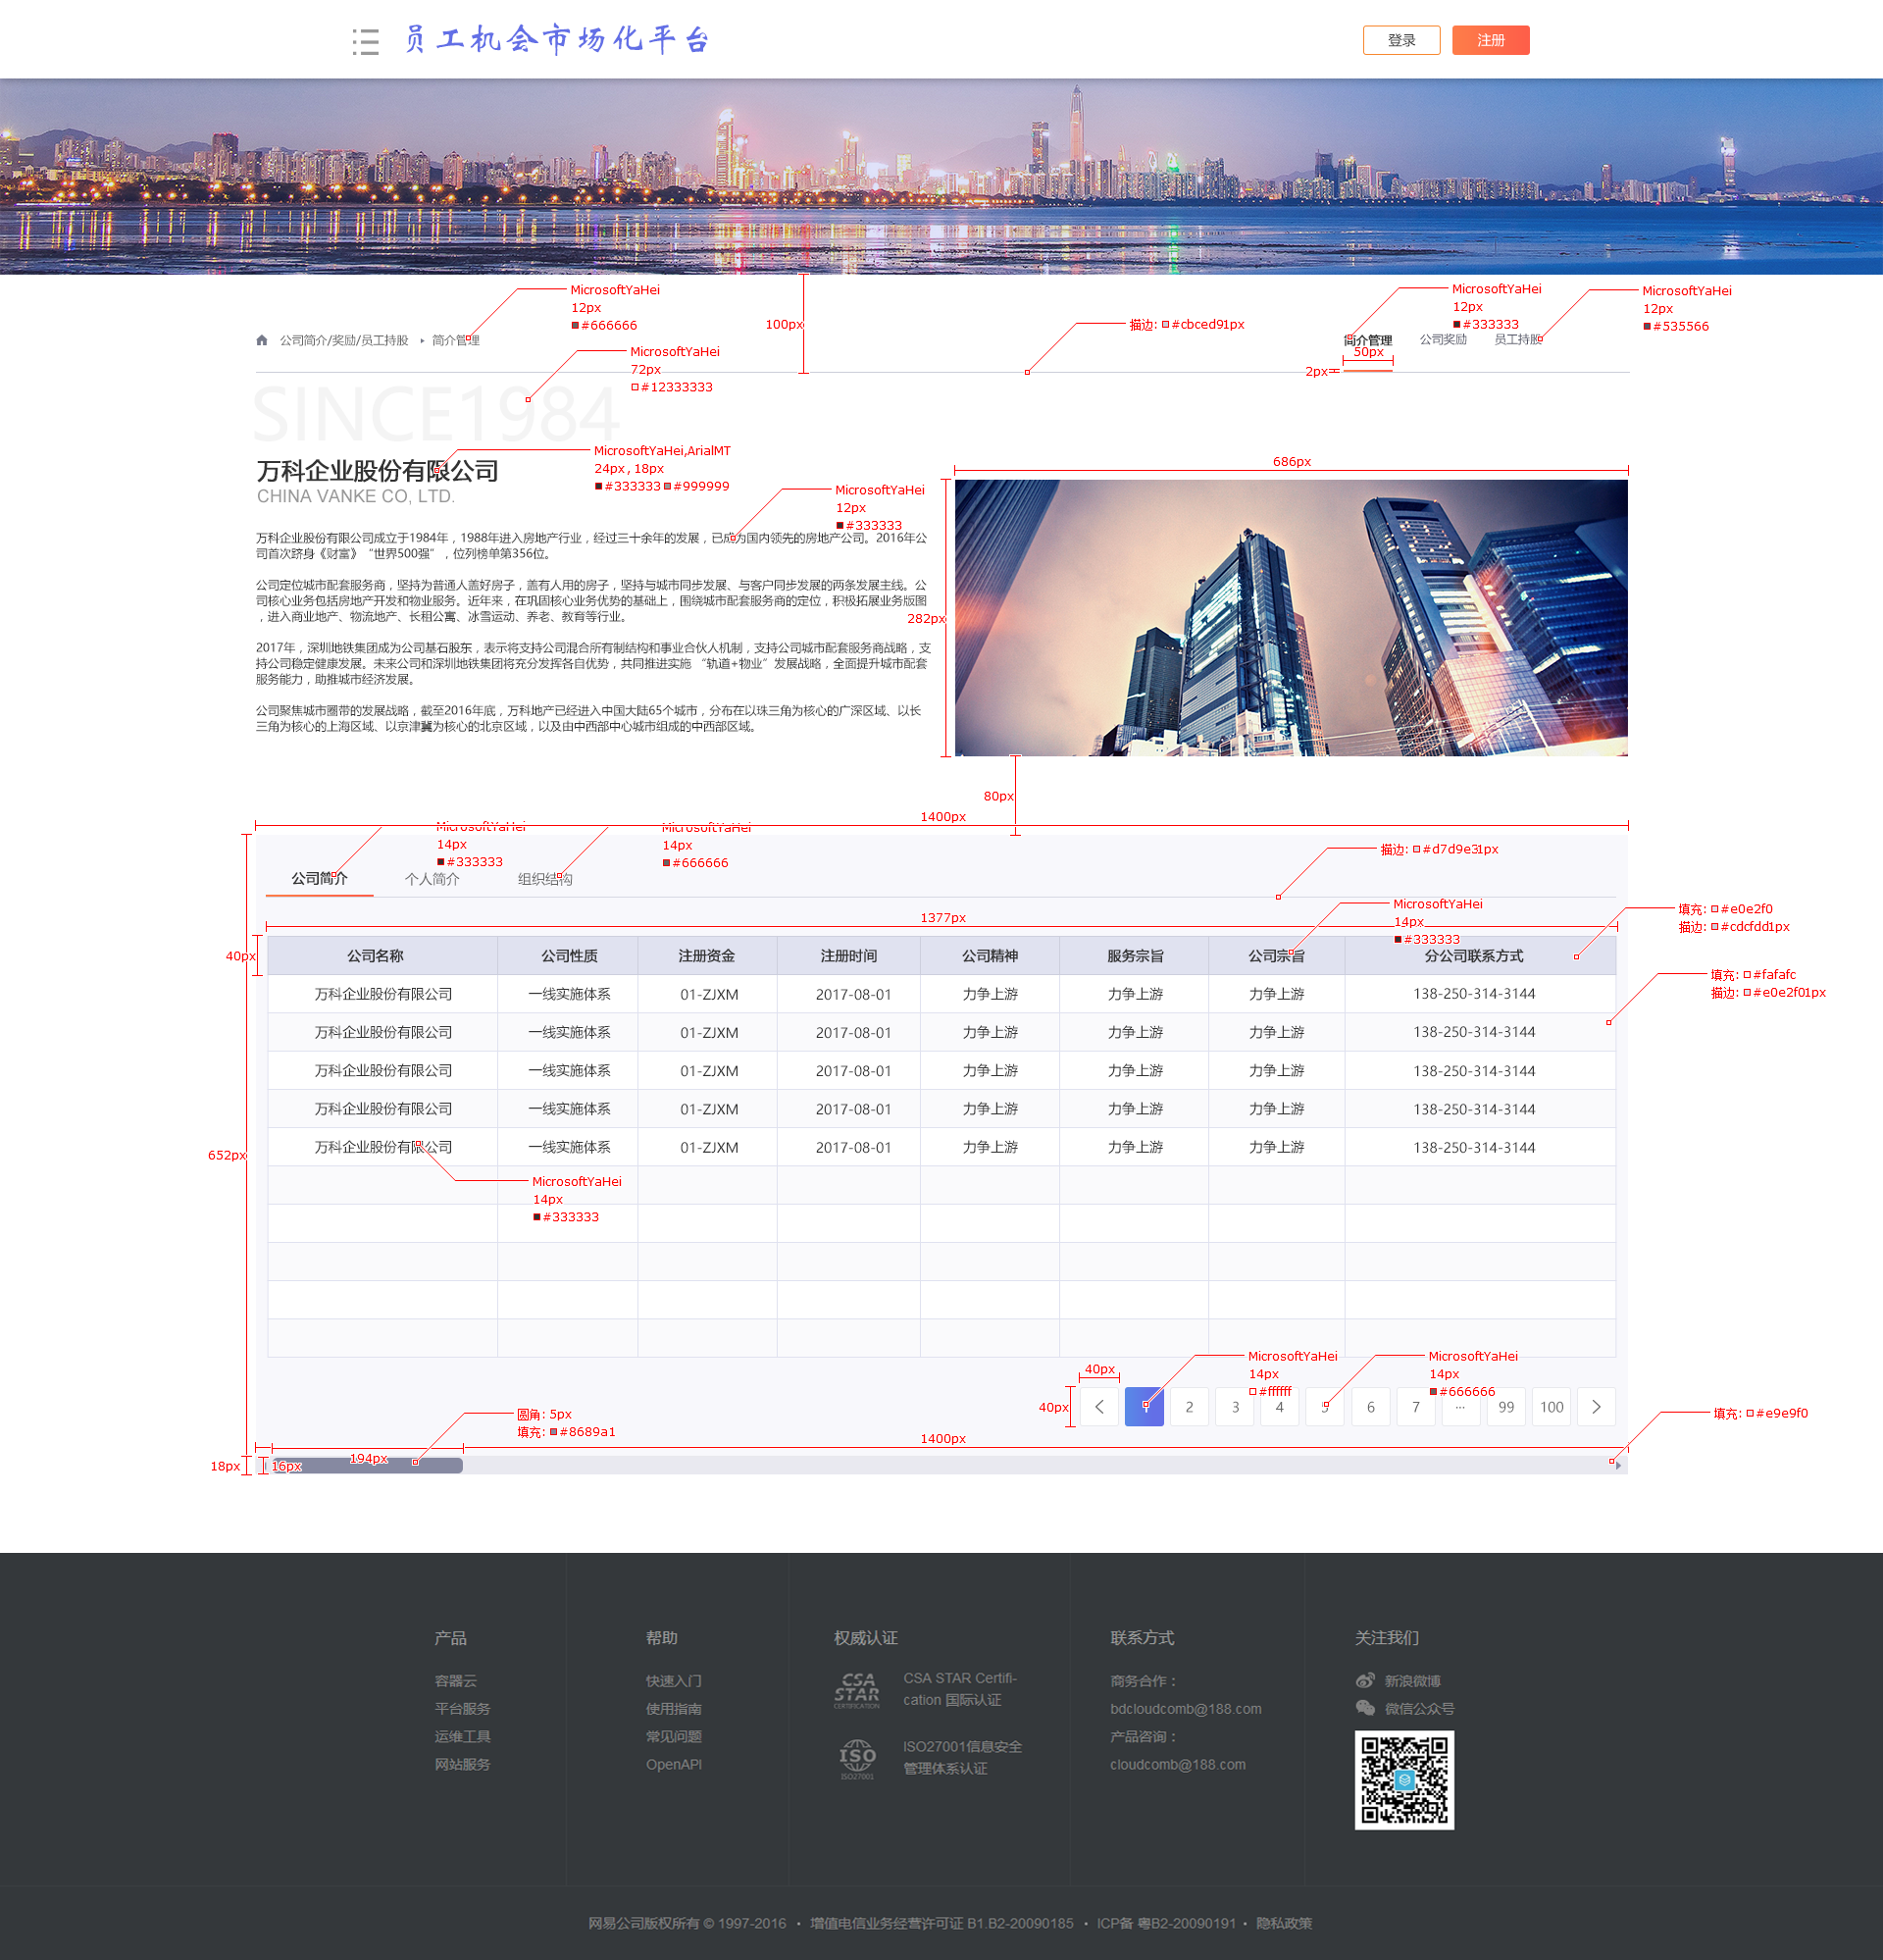 员工机会市场化平台
登录
注册
MicrosoftYaHei
12px
#666666
100px
描边: #cbced91px
MicrosoftYaHei
12px
#333333
MicrosoftYaHei
12px
#535566
公司简介/奖励/员工持股
简介管理
简介管理
公司奖励
员工持股
50px
2px
MicrosoftYaHei
72px
#12333333
SINCE1984
MicrosoftYaHei,ArialMT
24px , 18px
#333333 #999999
万科企业股份有限公司
CHINA VANKE CO, LTD.
MicrosoftYaHei
12px
#333333
686px
282px
万科企业股份有限公司成立于1984年，1988年进入房地产行业，经过三十余年的发展，已成为国内领先的房地产公司。2016年公
司首次跻身《财富》“世界500强”，位列榜单第356位。
公司定位城市配套服务商，坚持为普通人盖好房子，盖有人用的房子，坚持与城市同步发展、与客户同步发展的两条发展主线。公
司核心业务包括房地产开发和物业服务。近年来，在巩固核心业务优势的基础上，围绕城市配套服务商的定位，积极拓展业务版图
，进入商业地产、物流地产、长租公寓、冰雪运动、养老、教育等行业。
2017年，深圳地铁集团成为公司基石股东，表示将支持公司混合所有制结构和事业合伙人机制，支持公司城市配套服务商战略，支
持公司稳定健康发展。未来公司和深圳地铁集团将充分发挥各自优势，共同推进实施 “轨道+物业”发展战略，全面提升城市配套
服务能力，助推城市经济发展。
公司聚焦城市圈带的发展战略，截至2016年底，万科地产已经进入中国大陆65个城市，分布在以珠三角为核心的广深区域、以长
三角为核心的上海区域、以京津冀为核心的北京区域，以及由中西部中心城市组成的中西部区域。
80px
1400px
MicrosoftYaHei
14px
#333333
MicrosoftYaHei
14px
#666666
描边: #d7d9e31px
公司简介
个人简介
组织结构
MicrosoftYaHei
14px
#333333
1377px
填充: #e0e2f0
描边: #cdcfdd1px
填充: #fafafc
描边: #e0e2f01px
40px
公司名称 公司性质 注册资金 注册时间 公司精神 服务宗旨 公司宗旨 分公司联系方式
万科企业股份有限公司 一线实施体系 01-ZJXM 2017-08-01 力争上游 力争上游 力争上游 138-250-314-3144
万科企业股份有限公司 一线实施体系 01-ZJXM 2017-08-01 力争上游 力争上游 力争上游 138-250-314-3144
万科企业股份有限公司 一线实施体系 01-ZJXM 2017-08-01 力争上游 力争上游 力争上游 138-250-314-3144
万科企业股份有限公司 一线实施体系 01-ZJXM 2017-08-01 力争上游 力争上游 力争上游 138-250-314-3144
万科企业股份有限公司 一线实施体系 01-ZJXM 2017-08-01 力争上游 力争上游 力争上游 138-250-314-3144
652px
MicrosoftYaHei
14px
#333333
MicrosoftYaHei
14px
#ffffff
MicrosoftYaHei
14px
#666666
40px
40px
1 2 3 4 5 6 7 ··· 99 100
圆角: 5px
填充: #8689a1
填充: #e9e9f0
1400px
194px
18px
16px
产品
容器云
平台服务
运维工具
网站服务
帮助
快速入门
使用指南
常见问题
OpenAPI
权威认证
CSA
STAR
CERTIFICATION
CSA STAR Certifi-
cation 国际认证
ISO
ISO27001
ISO27001信息安全
管理体系认证
联系方式
商务合作：
bdcloudcomb@188.com
产品咨询：
cloudcomb@188.com
关注我们
新浪微博
微信公众号
网易公司版权所有 © 1997-2016 • 增值电信业务经营许可证 B1.B2-20090185 • ICP备 粤B2-20090191 • 隐私政策